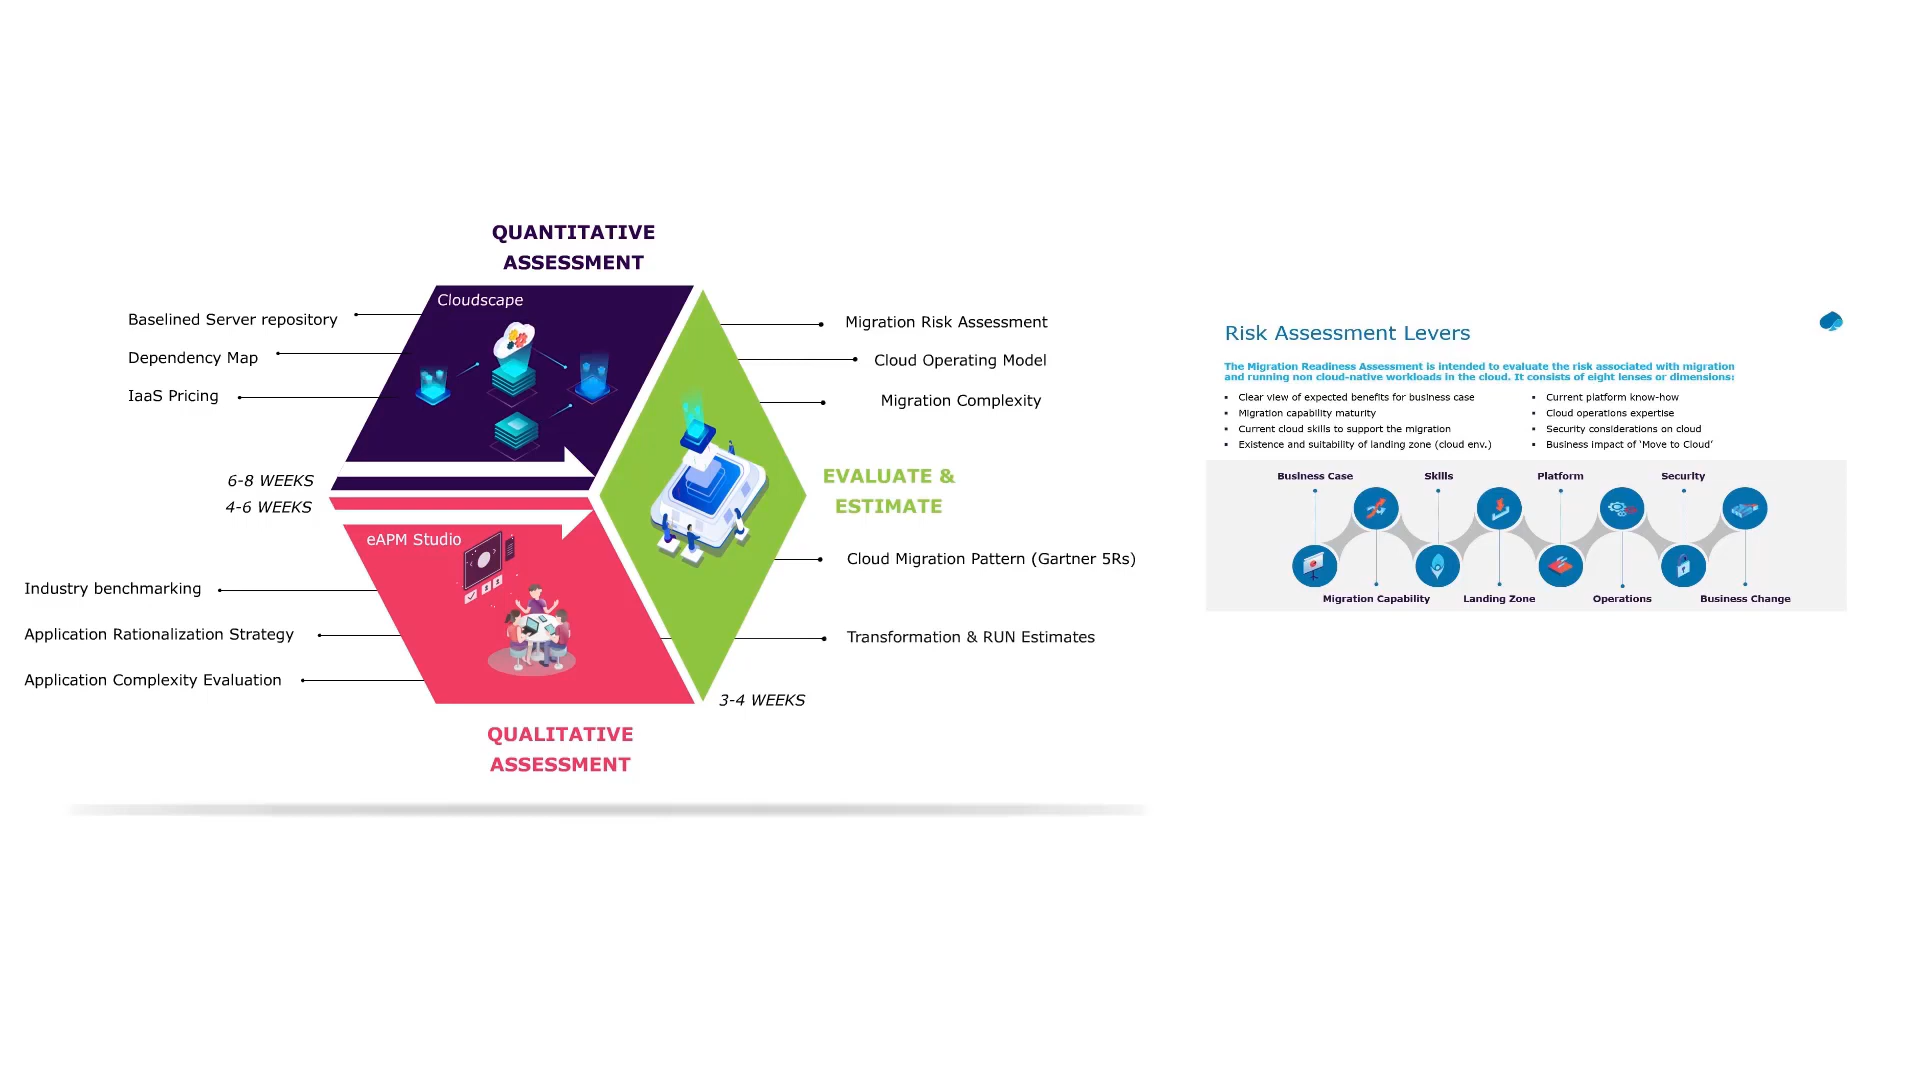 QUANTITATIVE
ASSESSMENT
Cloudscape
Baselined Server repository
Dependency Map
IaaS Pricing
6-8 WEEKS
4-6 WEEKS
eAPM Studio
Industry benchmarking
Application Rationalization Strategy
Application Complexity Evaluation
QUALITATIVE
ASSESSMENT
Migration Risk Assessment
Cloud Operating Model
Migration Complexity
EVALUATE &
ESTIMATE
Cloud Migration Pattern (Gartner 5Rs)
Transformation & RUN Estimates
3-4 WEEKS
Risk Assessment Levers
The Migration Readiness Assessment is intended to evaluate the risk associated with migration
and running non cloud-native workloads in the cloud. It consists of eight lenses or dimensions:
▪ Clear view of expected benefits for business case
▪ Migration capability maturity
▪ Current cloud skills to support the migration
▪ Existence and suitability of landing zone (cloud env.)
▪ Current platform know-how
▪ Cloud operations expertise
▪ Security considerations on cloud
▪ Business impact of ‘Move to Cloud’
Business Case Skills Platform Security
Migration Capability Landing Zone Operations Business Change